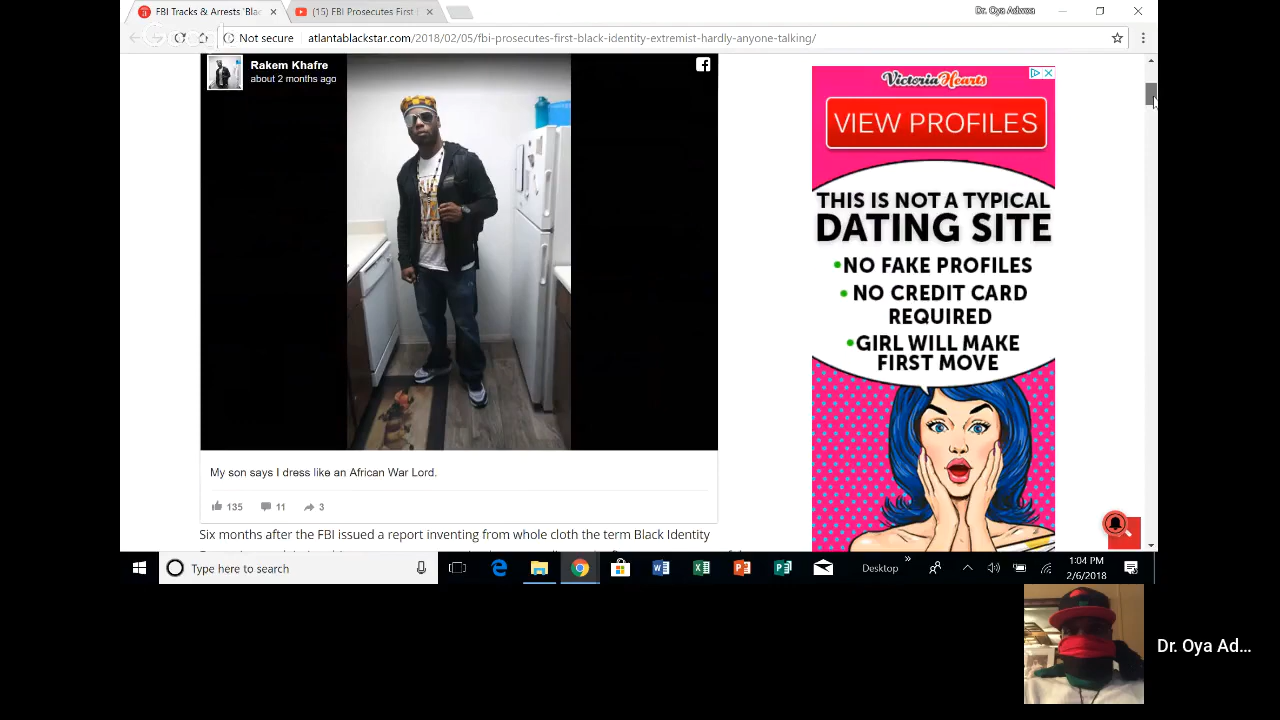 FBI Tracks & Arrests 'Blac
(15) FBI Prosecutes First
Dr. Oya Advoca
Not secure
atlantablackstar.com/2018/02/05/fbi-prosecutes-first-black-identity-extremist-hardly-anyone-talking/
Rakem Khafre
about 2 months ago
My son says I dress like an African War Lord.
135 11 3
Six months after the FBI issued a report inventing from whole cloth the term Black Identity
VictoriaHearts
VIEW PROFILES
THIS IS NOT A TYPICAL
DATING SITE
•NO FAKE PROFILES
• NO CREDIT CARD
REQUIRED
•GIRL WILL MAKE
FIRST MOVE
Type here to search
Desktop
1:04 PM
2/6/2018
Dr. Oya Ad...